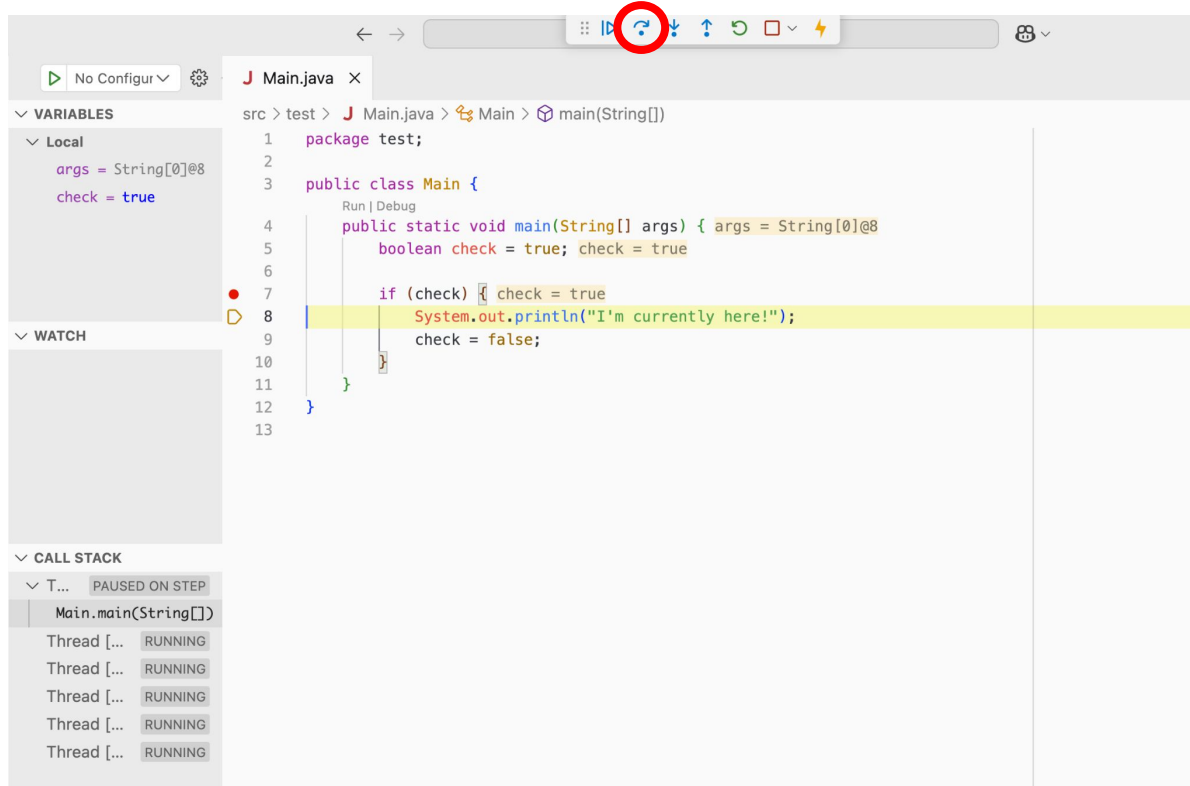 No Configur
J Main.java
VARIABLES
Local
args = String[0]@8
check = true
WATCH
CALL STACK
T... PAUSED ON STEP
Main.main(String[])
Thread [... RUNNING
Thread [... RUNNING
Thread [... RUNNING
Thread [... RUNNING
Thread [... RUNNING
src > test > J Main.java > Main > main(String[])
1 package test;
2
3 public class Main {
Run | Debug
4 public static void main(String[] args) { args = String[0]@8
5 boolean check = true; check = true
6
7 if (check) { check = true
8 System.out.println("I'm currently here!");
9 check = false;
10 }
11 }
12 }
13